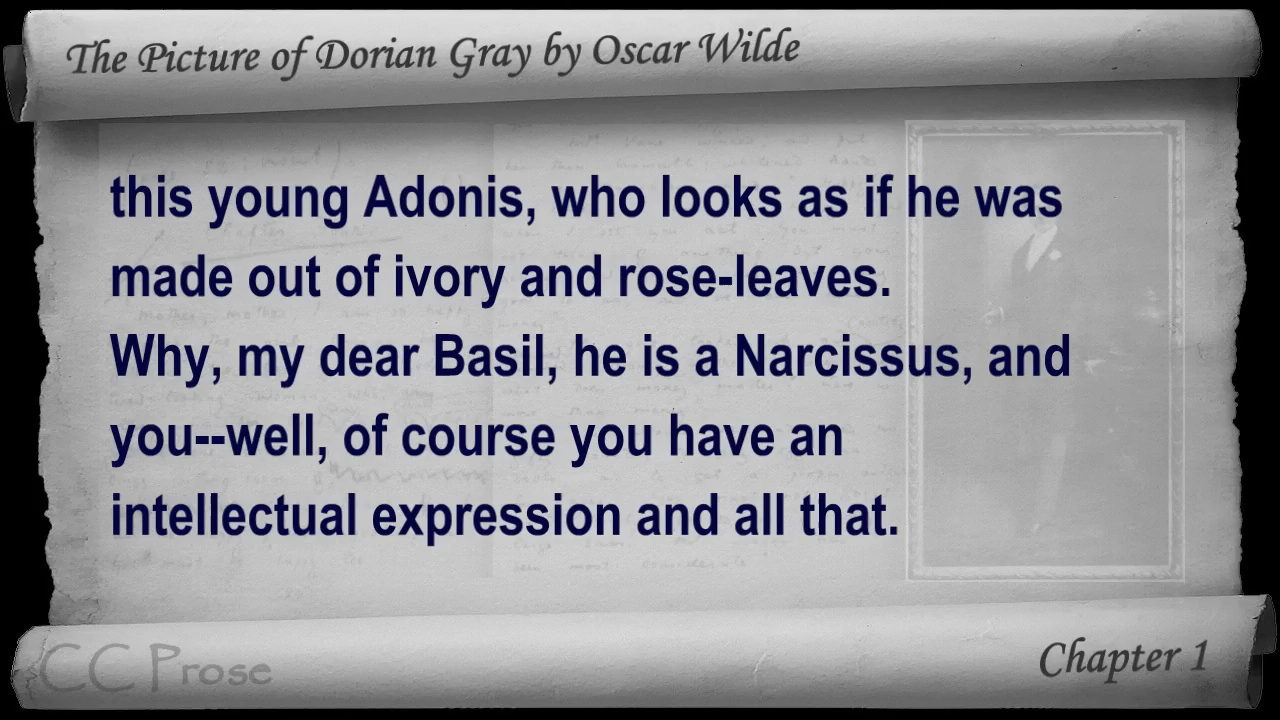 The Picture of Dorian Gray by Oscar Wilde
this young Adonis, who looks as if he was
made out of ivory and rose-leaves.
Why, my dear Basil, he is a Narcissus, and
you--well, of course you have an
intellectual expression and all that.
CC Prose
Chapter 1